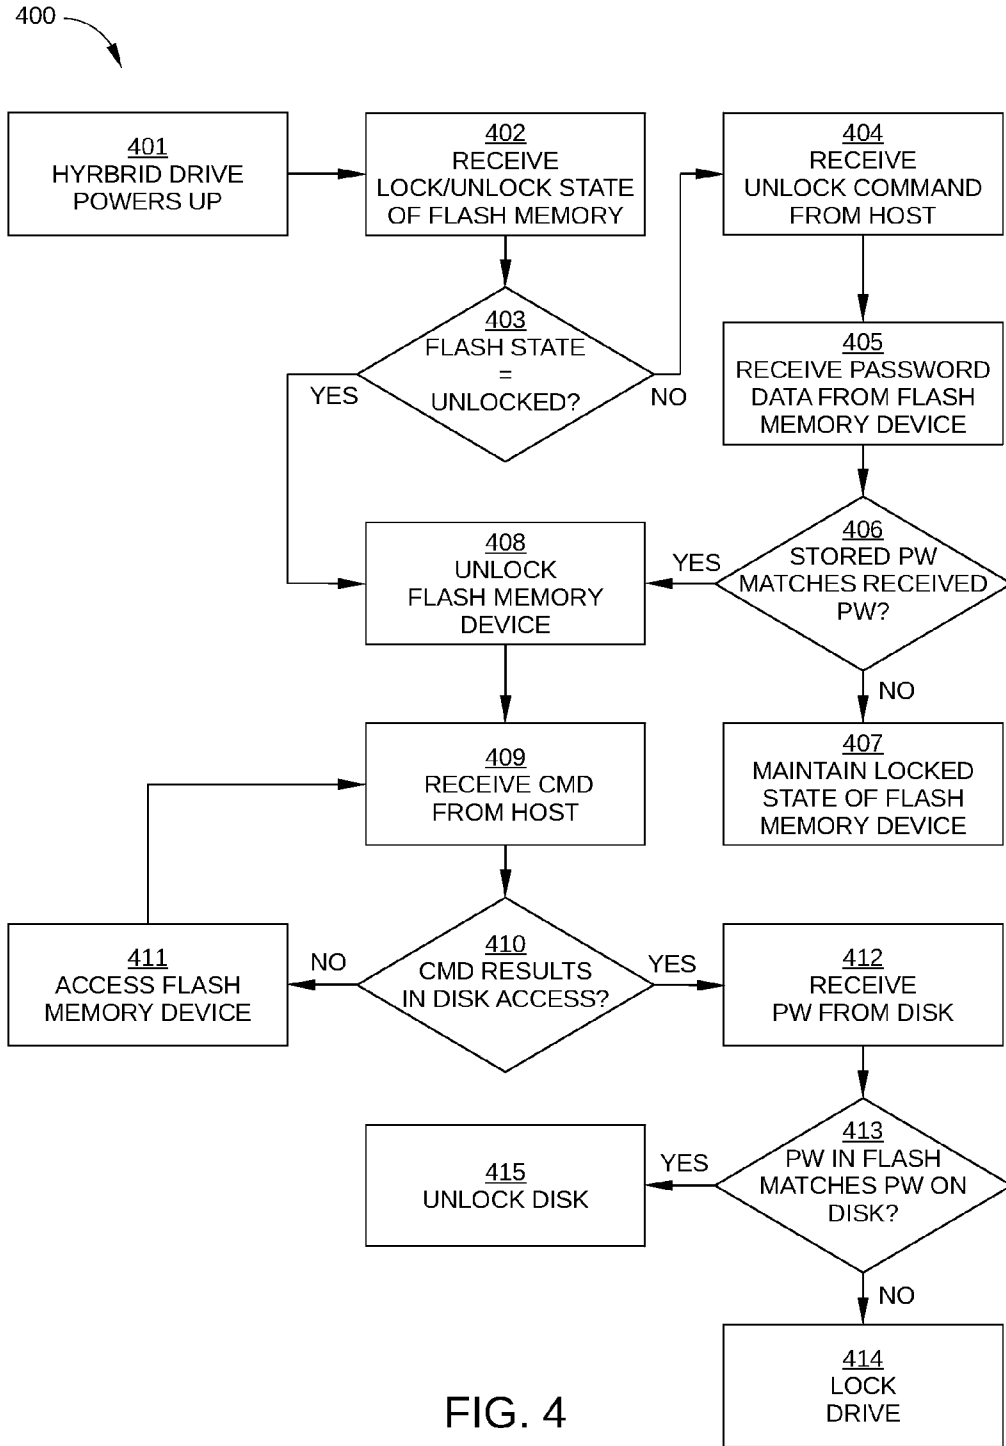 400
401
HYRBRID DRIVE
POWERS UP
402
RECEIVE
LOCK/UNLOCK STATE
OF FLASH MEMORY
403
FLASH STATE
=
UNLOCKED?
YES
NO
404
RECEIVE
UNLOCK COMMAND
FROM HOST
405
RECEIVE PASSWORD
DATA FROM FLASH
MEMORY DEVICE
406
STORED PW
MATCHES RECEIVED
PW?
YES
NO
407
MAINTAIN LOCKED
STATE OF FLASH
MEMORY DEVICE
408
UNLOCK
FLASH MEMORY
DEVICE
409
RECEIVE CMD
FROM HOST
410
CMD RESULTS
IN DISK ACCESS?
NO
YES
411
ACCESS FLASH
MEMORY DEVICE
412
RECEIVE
PW FROM DISK
413
PW IN FLASH
MATCHES PW ON
DISK?
YES
NO
415
UNLOCK DISK
414
LOCK
DRIVE
FIG. 4